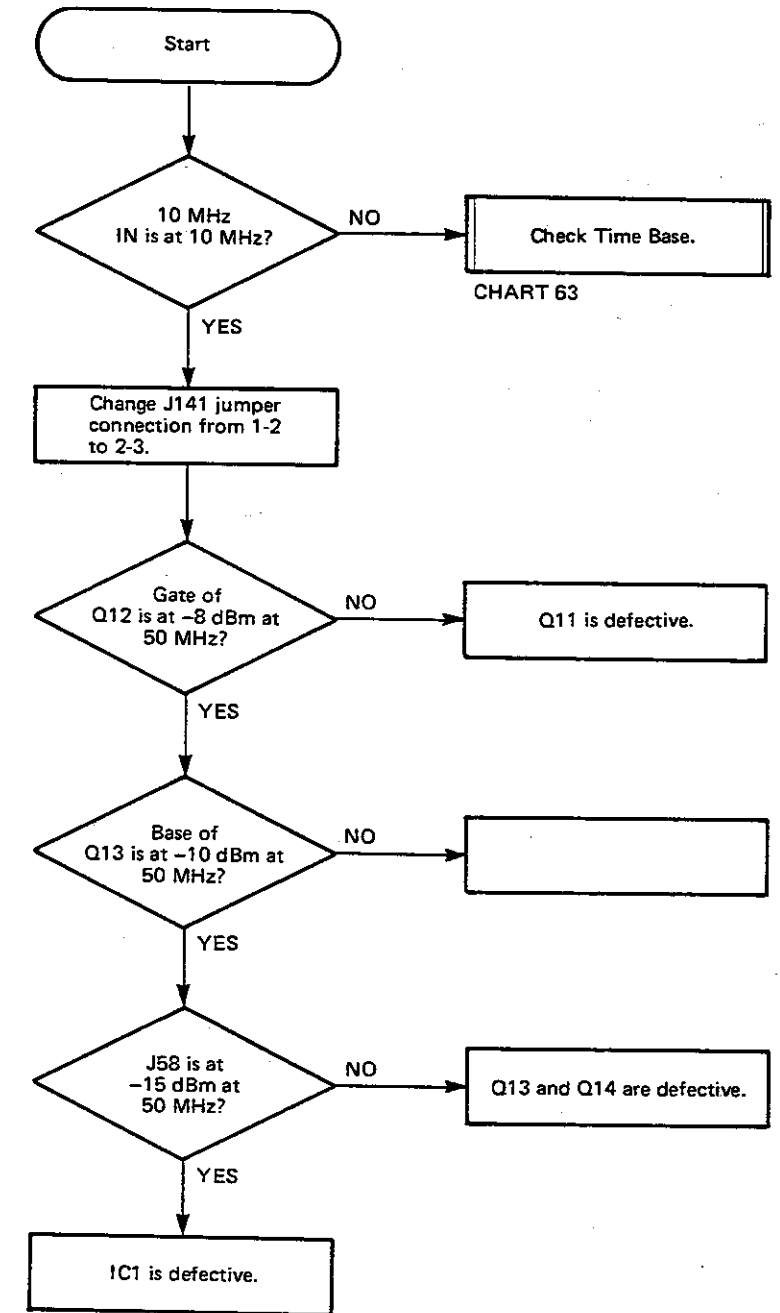 Start
10 MHz
IN is at 10 MHz?
NO
Check Time Base.
CHART 63
YES
Change J141 jumper
connection from 1-2
to 2-3.
Gate of
Q12 is at −8 dBm at
50 MHz?
NO
Q11 is defective.
YES
Base of
Q13 is at −10 dBm at
50 MHz?
NO
YES
J58 is at
−15 dBm at
50 MHz?
NO
Q13 and Q14 are defective.
YES
IC1 is defective.